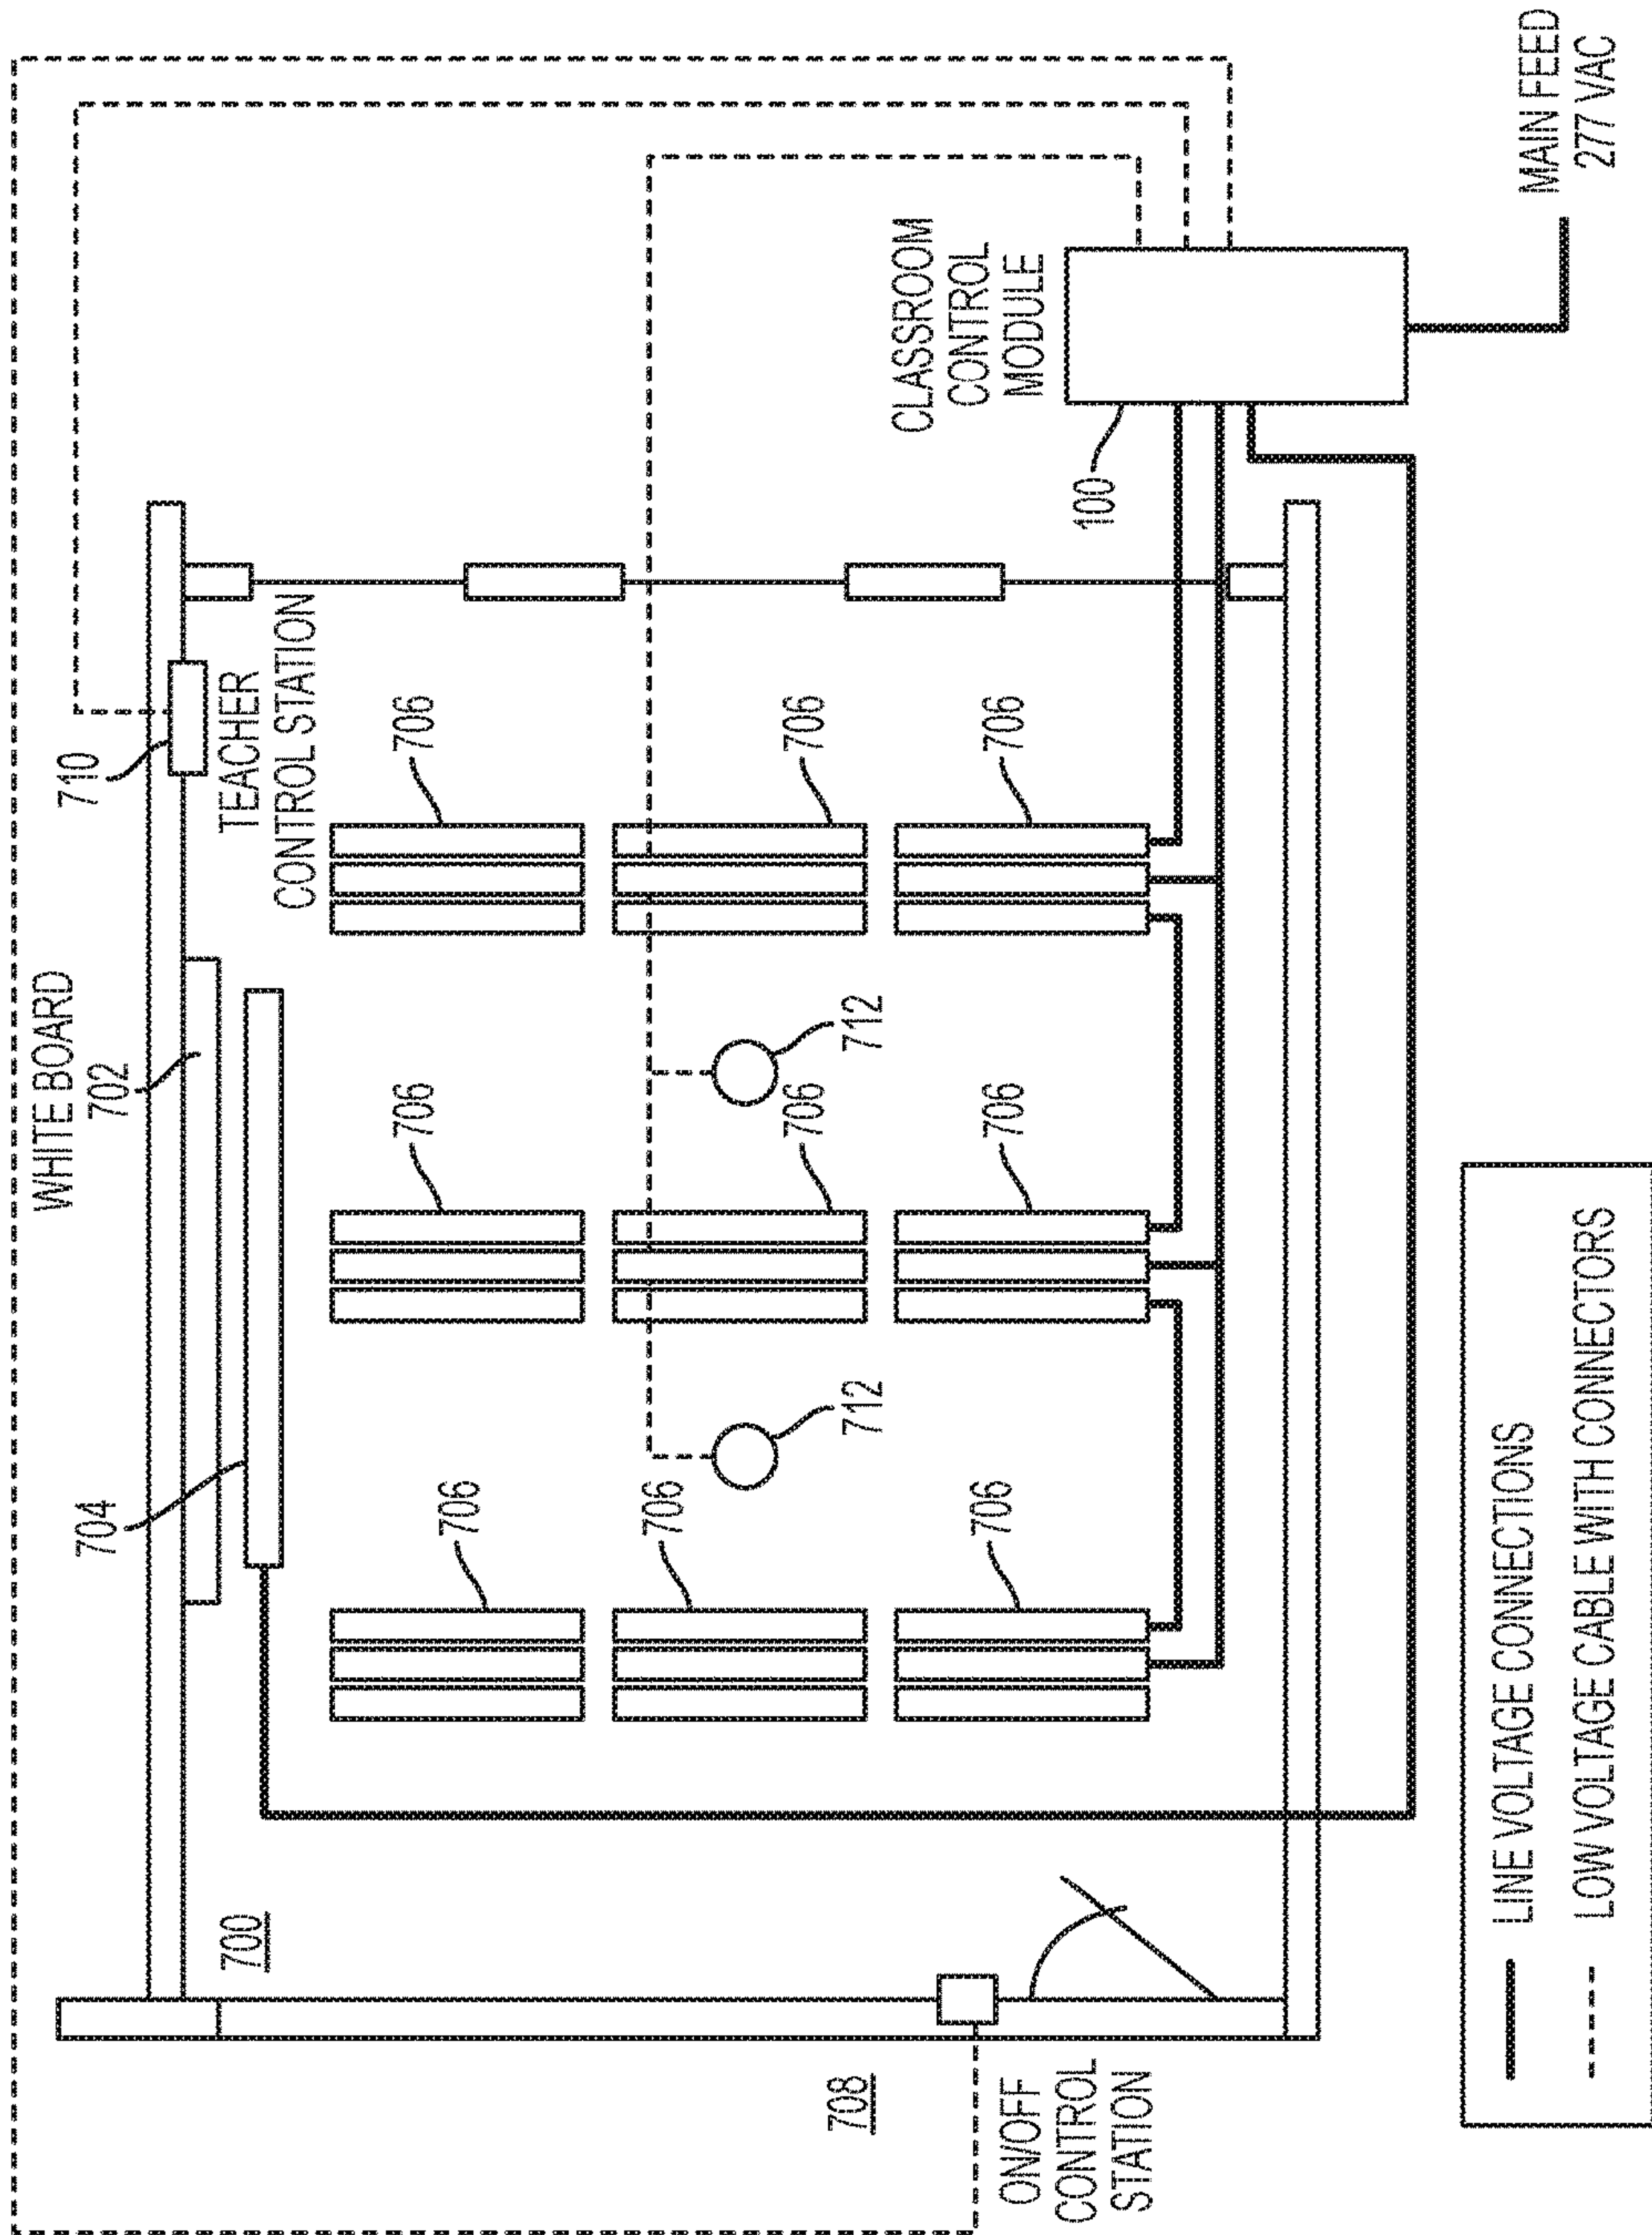 WHITE BOARD
702
704
710
700
TEACHER
CONTROL STATION
706
706
706
706
706
706
712
712
708
706
706
706
CLASSROOM
CONTROL
MODULE
ON/OFF
CONTROL
STATION
100
MAIN FEED
277 VAC
LINE VOLTAGE CONNECTIONS
LOW VOLTAGE CABLE WITH CONNECTORS